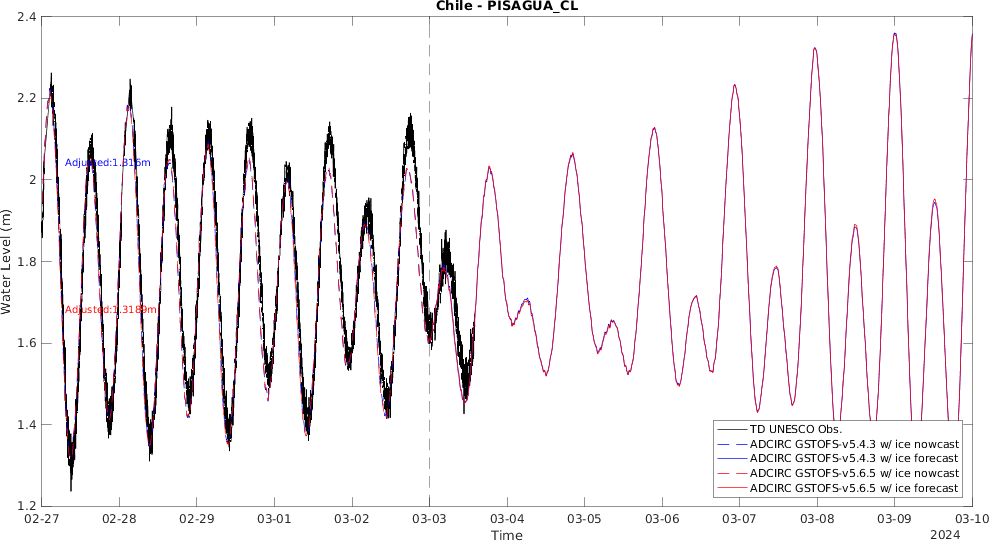 Chile - PISAGUA_CL
2.4
2.2
2
1.8
1.6
1.4
1.2
Water Level (m)
Adjusted:1.316m
Adjusted:1.3189m
TD UNESCO Obs.
ADCIRC GSTOFS-v5.4.3 w/ ice nowcast
ADCIRC GSTOFS-v5.4.3 w/ ice forecast
ADCIRC GSTOFS-v5.6.5 w/ ice nowcast
ADCIRC GSTOFS-v5.6.5 w/ ice forecast
02-27 02-28 02-29 03-01 03-02 03-03 03-04 03-05 03-06 03-07 03-08 03-09 03-10
Time
2024